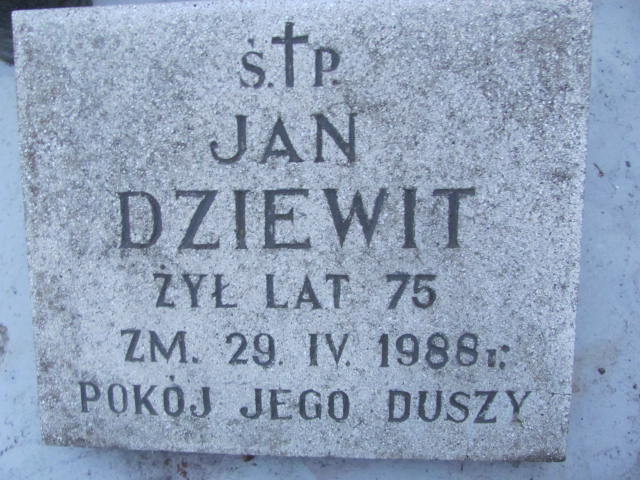 Ś.†P.
JAN
DZIEWIT
ŻYŁ LAT 75
ZM. 29. IV. 1988 r.
POKÓJ JEGO DUSZY